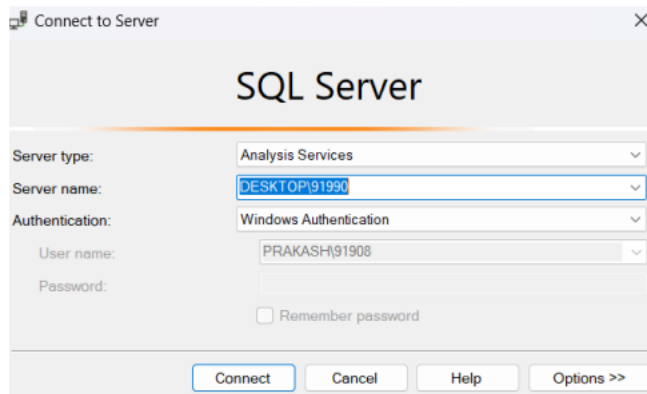 Connect to Server
SQL Server
Server type: Analysis Services
Server name: DESKTOP\91990
Authentication: Windows Authentication
User name: PRAKASH\91908
Password:
Remember password
Connect Cancel Help Options >>